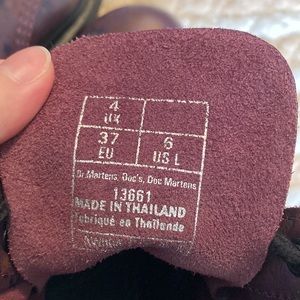 4
UK
37 6
EU US L
Dr.Martens, Doc's, Doc Martens
13661
MADE IN THAILAND
Fabriqué en Thaïlande